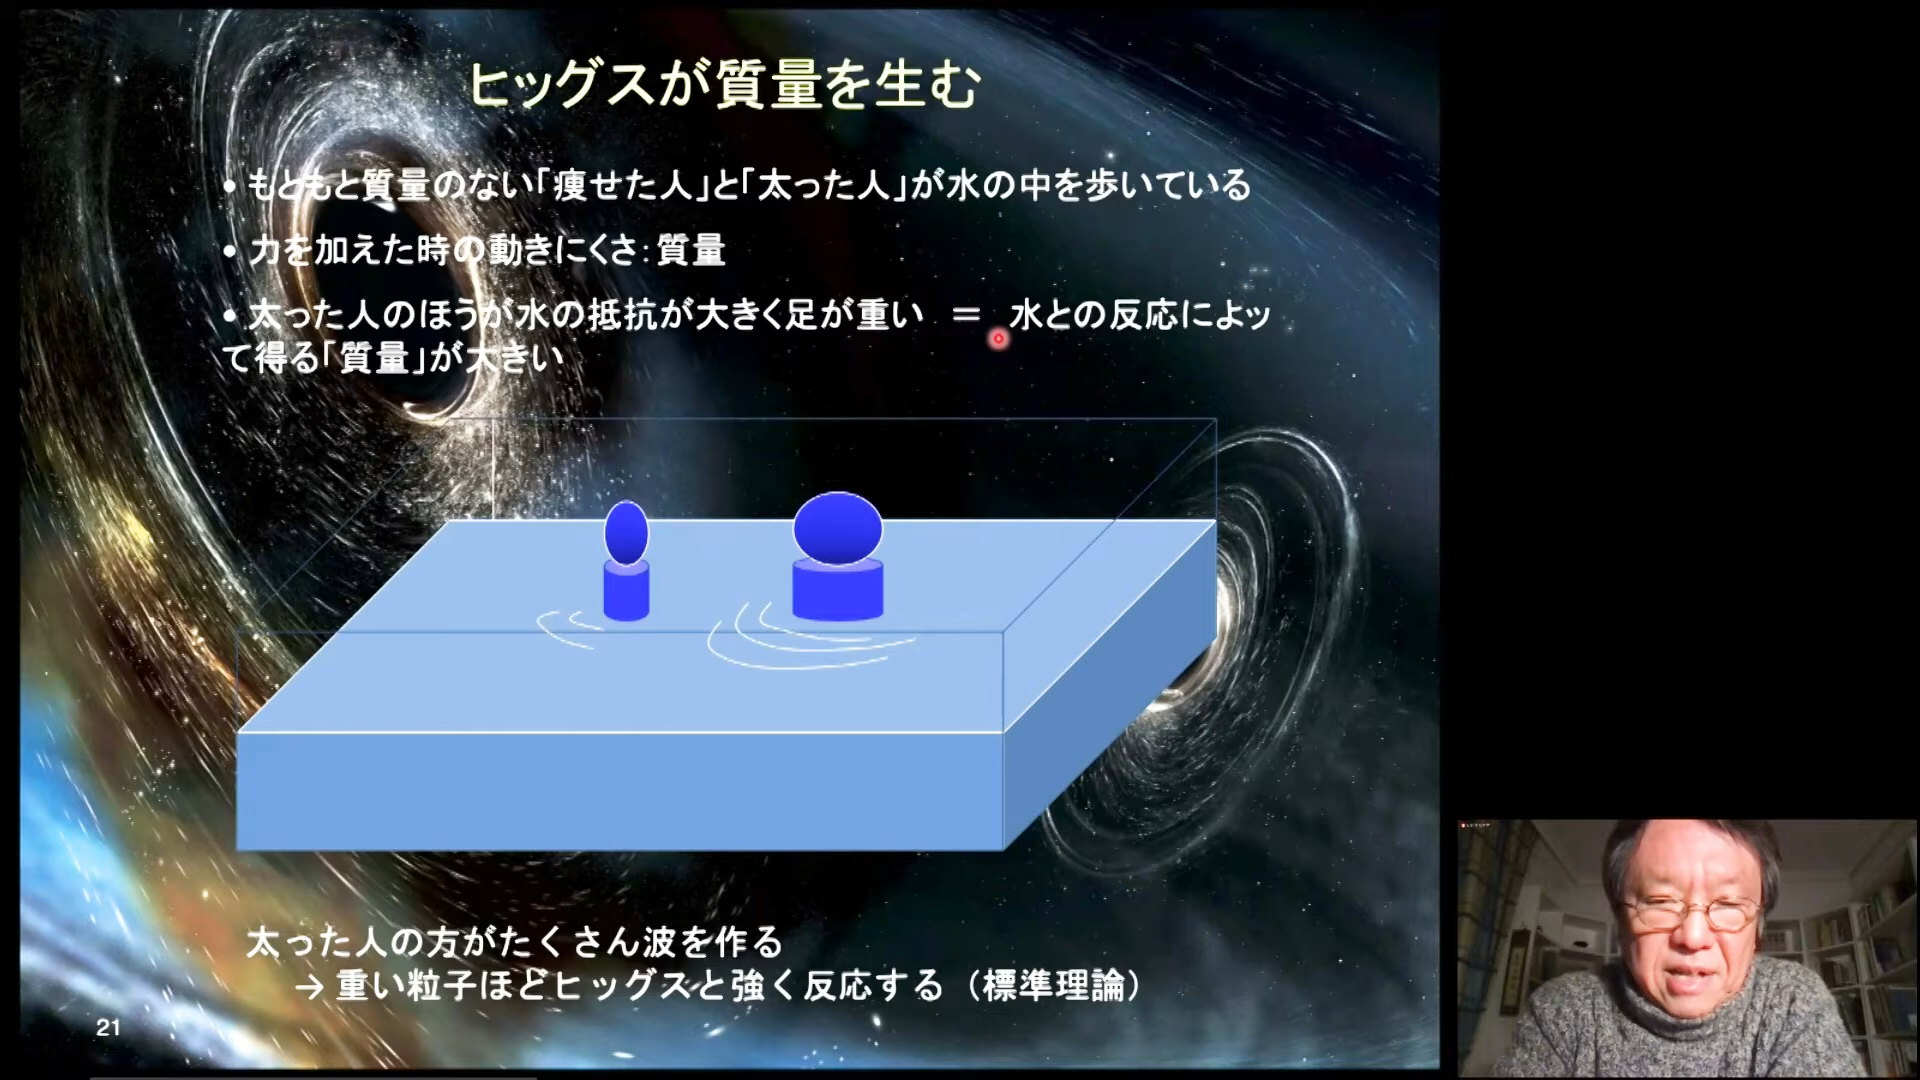 ヒッグスが質量を生む
• もともと質量のない「痩せた人」と「太った人」が水の中を歩いている
• 力を加えた時の動きにくさ：質量
• 太った人のほうが水の抵抗が大きく足が重い　＝　水との反応によッ
て得る「質量」が大きい
太った人の方がたくさん波を作る
→ 重い粒子ほどヒッグスと強く反応する（標準理論）
21